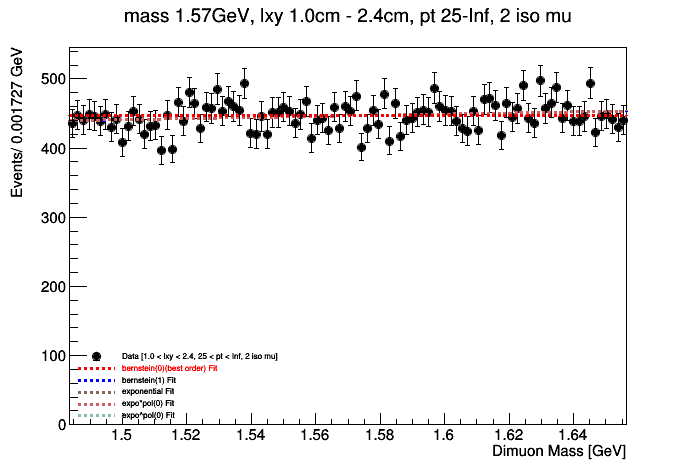 mass 1.57GeV, lxy 1.0cm - 2.4cm, pt 25-Inf, 2 iso mu
Events/ 0.001727 GeV
500
400
300
200
100
0
Data [1.0 < lxy < 2.4, 25 < pt < Inf, 2 iso mu]
bernstein(0)(best order) Fit
bernstein(1) Fit
exponential Fit
expo*pol(0) Fit
expo^pol(0) Fit
1.5 1.52 1.54 1.56 1.58 1.6 1.62 1.64
Dimuon Mass [GeV]